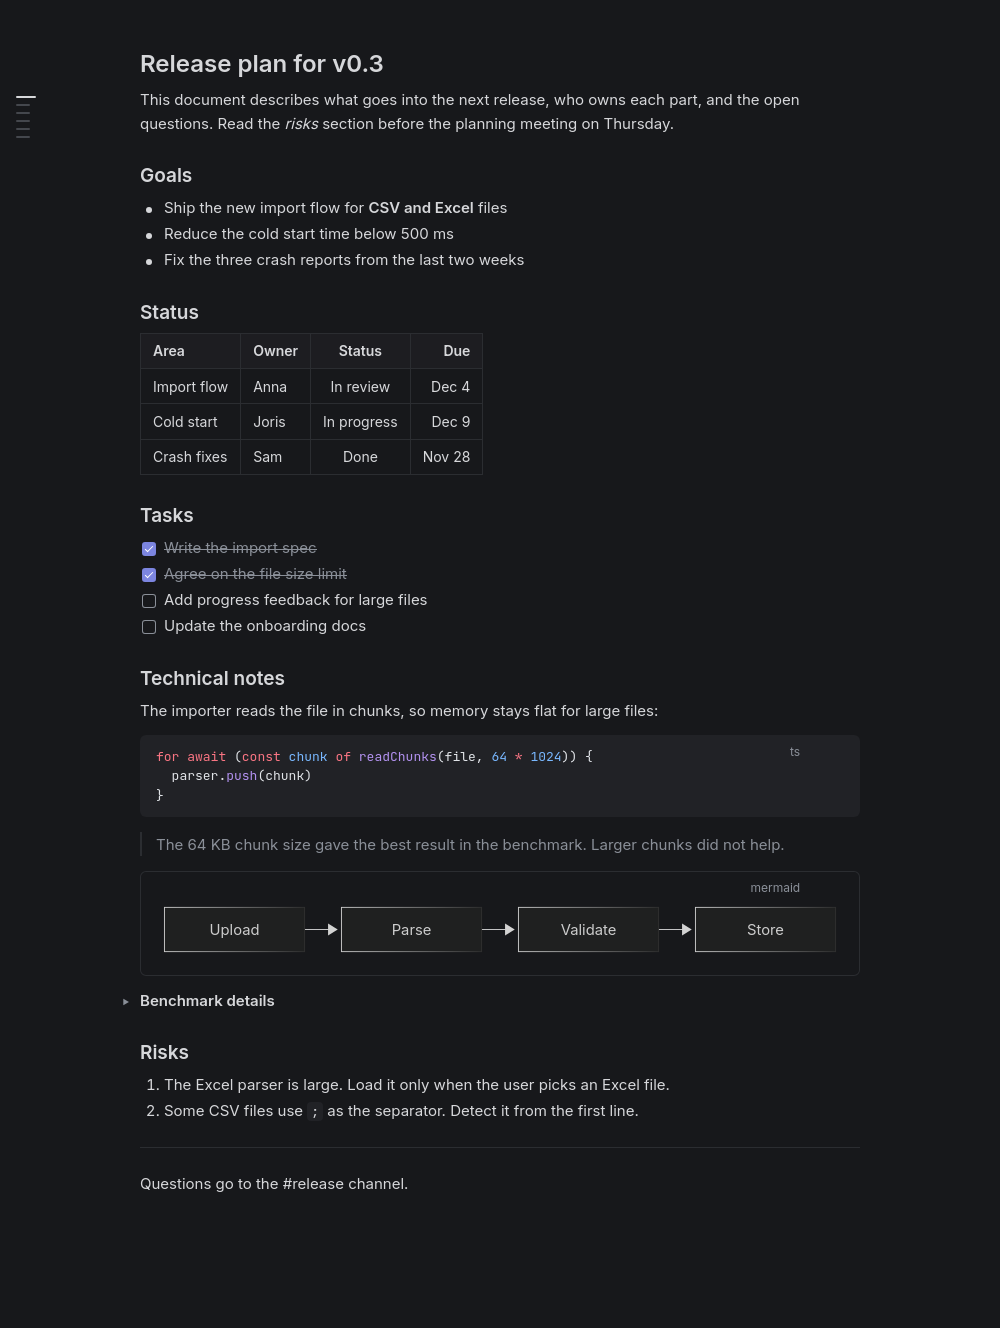 Release plan for v0.3
This document describes what goes into the next release, who owns each part, and the open
questions. Read the risks section before the planning meeting on Thursday.
Goals
Ship the new import flow for CSV and Excel files
Reduce the cold start time below 500 ms
Fix the three crash reports from the last two weeks
Status
Area Owner Status Due
Import flow Anna In review Dec 4
Cold start Joris In progress Dec 9
Crash fixes Sam Done Nov 28
Tasks
Write the import spec
Agree on the file size limit
Add progress feedback for large files
Update the onboarding docs
Technical notes
The importer reads the file in chunks, so memory stays flat for large files:
ts
for await (const chunk of readChunks(file, 64 * 1024)) {
  parser.push(chunk)
}
The 64 KB chunk size gave the best result in the benchmark. Larger chunks did not help.
mermaid
Upload Parse Validate Store
Benchmark details
Risks
1. The Excel parser is large. Load it only when the user picks an Excel file.
2. Some CSV files use ; as the separator. Detect it from the first line.
Questions go to the #release channel.